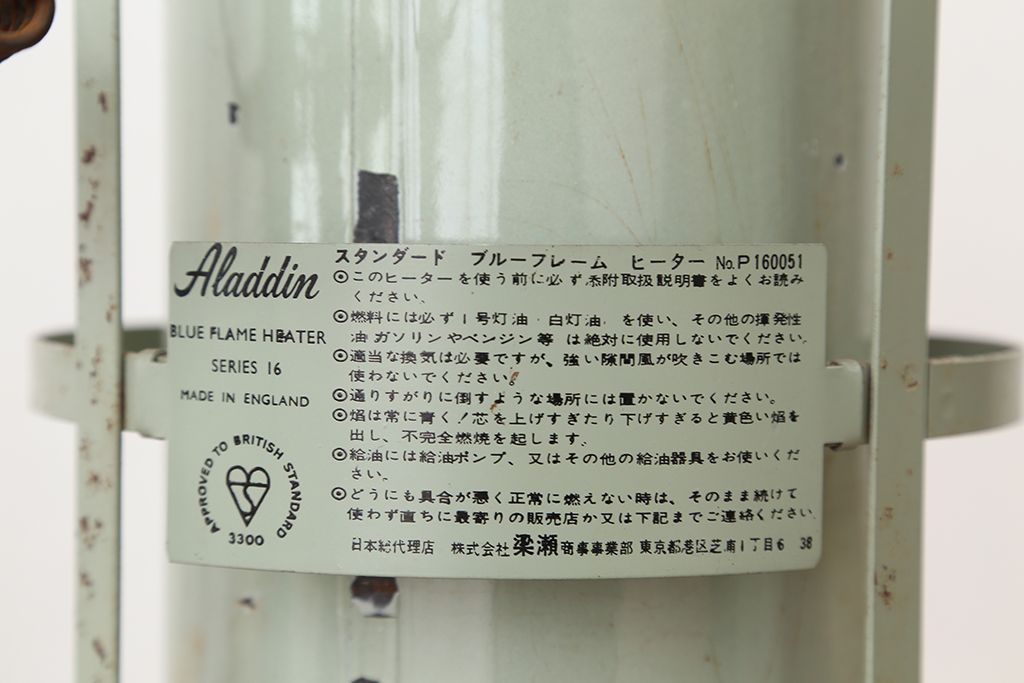 Aladdin
BLUE FLAME HEATER
SERIES 16
MADE IN ENGLAND
APPROVED TO BRITISH STANDARD
3300
スタンダード ブルーフレーム ヒーター No.P160051
◎このヒーターを使う前に必ず添附取扱説明書をよくお読み
ください、
◎燃料には必ず1号灯油・白灯油、を使い、その他の揮発性
油ガソリンやベンジン等 は絶対に使用しないでください。
◎適当な換気は必要ですが、強い隙間風が吹きこむ場所では
使わないでください。
◎通りすがりに倒すような場所には置かないでください。
◎焰は常に青く!芯を上げすぎたり下げすぎると黄色い焰を
出し、不完全燃焼を起します、
◎給油には給油ポンプ、又はその他の給油器具をお使いくだ
さい、
◎どうにも具合が悪く正常に燃えない時は、そのまま続けて
使わず直ちに最寄りの販売店か又は下記までご連絡ください
日本総代理店 株式会社梁瀬商事事業部 東京都港区芝浦1丁目6 38